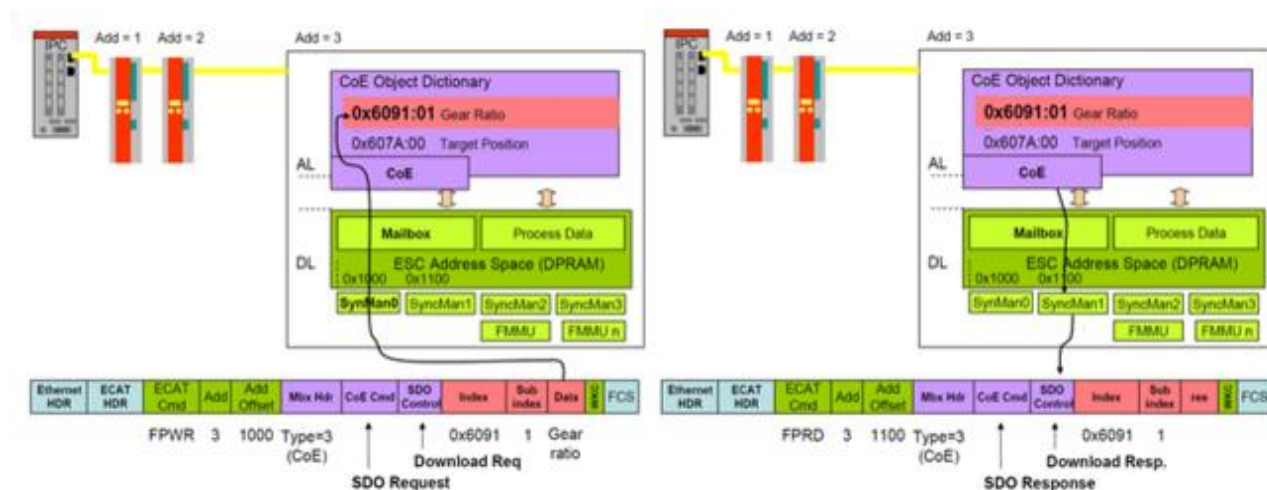 IPC
Add = 1
Add = 2
Add = 3
CoE Object Dictionary
0x6091:01 Gear Ratio
0x607A:00 Target Position
AL
CoE
Mailbox
Process Data
DL
ESC Address Space (DPRAM)
0x1000 0x1100
SynMan0 SyncMan1 SyncMan2 SyncMan3
FMMU FMMU n
Ethernet HDR
ECAT HDR
ECAT Cmd
Add
Add Offset
Mbx Hdr
CoE Cmd
SDO Control
Index
Sub index
Data
WKC
FCS
FPWR 3 1000 Type=3 (CoE)
0x6091 1 Gear ratio
Download Req
SDO Request
IPC
Add = 1
Add = 2
Add = 3
CoE Object Dictionary
0x6091:01 Gear Ratio
0x607A:00 Target Position
AL
CoE
Mailbox
Process Data
DL
ESC Address Space (DPRAM)
0x1000 0x1100
SynMan0 SyncMan1 SyncMan2 SyncMan3
FMMU FMMU n
Ethernet HDR
ECAT HDR
ECAT Cmd
Add
Add Offset
Mbx Hdr
CoE Cmd
SDO Control
Index
Sub index
res
WKC
FCS
FPRD 3 1100 Type=3 (CoE)
0x6091 1
Download Resp.
SDO Response